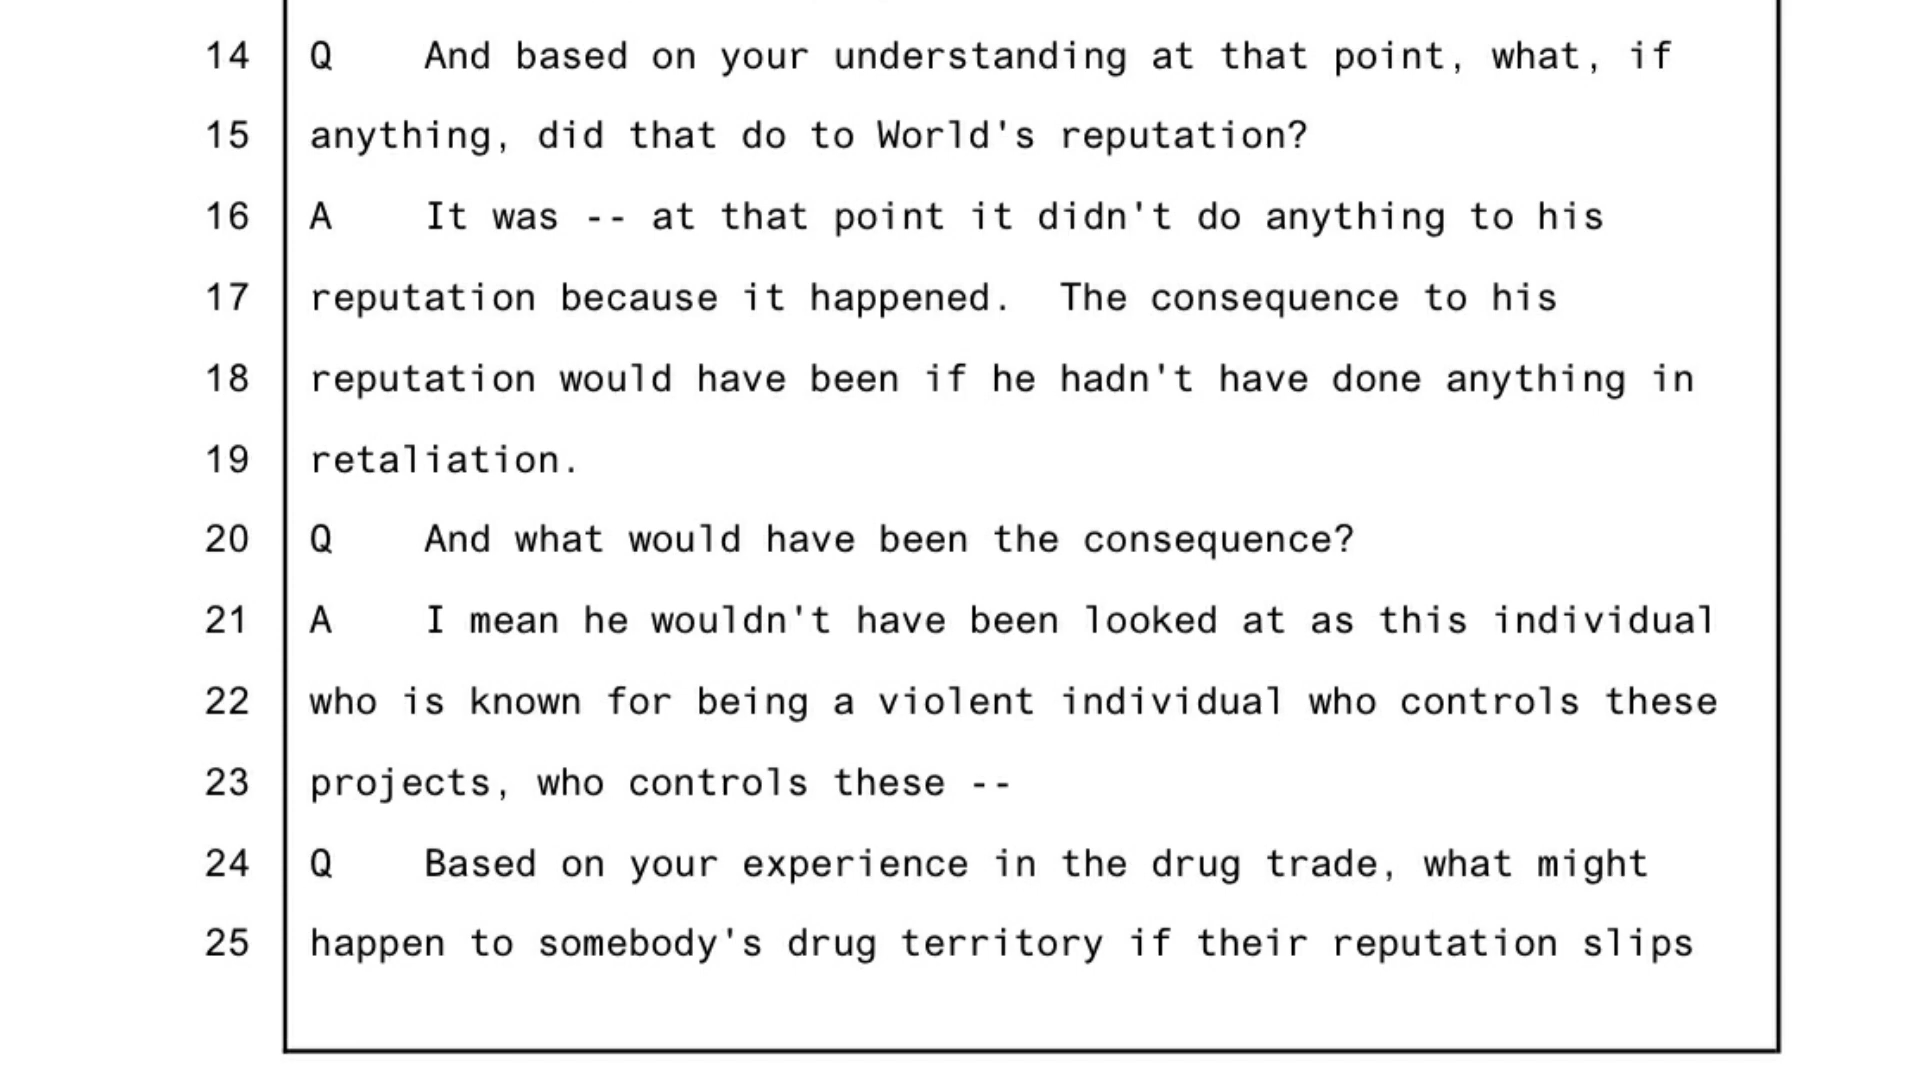 14 Q And based on your understanding at that point, what, if
15 anything, did that do to World's reputation?
16 A It was -- at that point it didn't do anything to his
17 reputation because it happened. The consequence to his
18 reputation would have been if he hadn't have done anything in
19 retaliation.
20 Q And what would have been the consequence?
21 A I mean he wouldn't have been looked at as this individual
22 who is known for being a violent individual who controls these
23 projects, who controls these --
24 Q Based on your experience in the drug trade, what might
25 happen to somebody's drug territory if their reputation slips